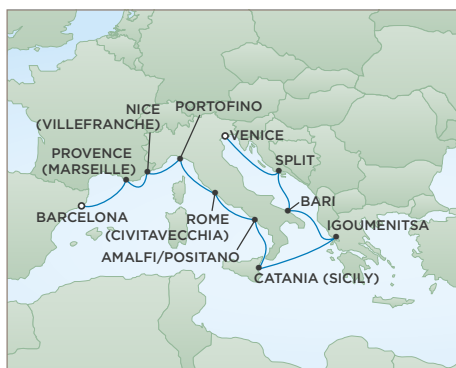 NICE
(VILLEFRANCHE)
PORTOFINO
VENICE
PROVENCE
(MARSEILLE)
SPLIT
BARCELONA
ROME
(CIVITAVECCHIA)
BARI
IGOUMENITSA
AMALFI/POSITANO
CATANIA (SICILY)